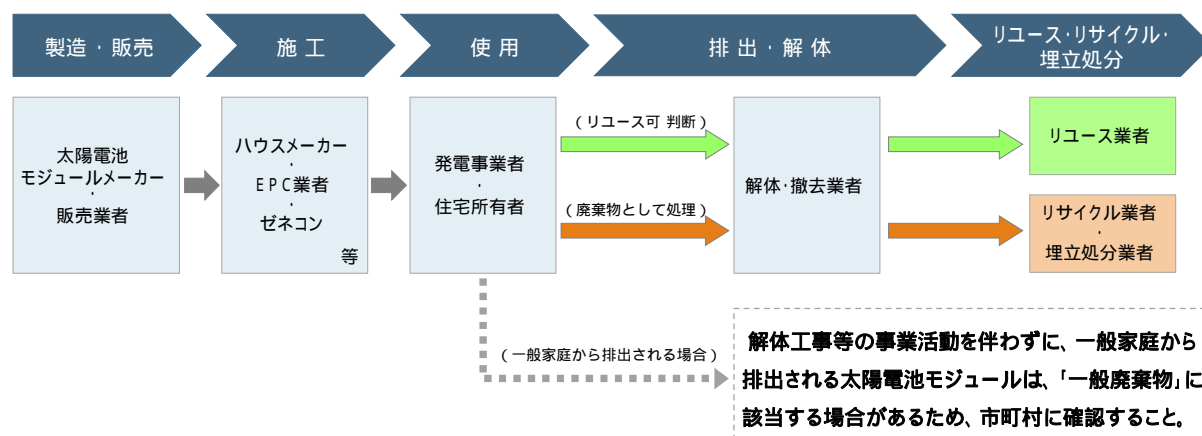 製造・販売
施工
使用
排出・解体
リユース・リサイクル・
埋立処分
太陽電池
モジュールメーカー
・
販売業者
ハウスメーカー
・
EPC業者
・
ゼネコン
等
発電事業者
・
住宅所有者
(リユース可 判断)
(廃棄物として処理)
解体・撤去業者
リユース業者
リサイクル業者
・
埋立処分業者
(一般家庭から排出される場合)
解体工事等の事業活動を伴わずに、一般家庭から
排出される太陽電池モジュールは、「一般廃棄物」に
該当する場合があるため、市町村に確認すること。